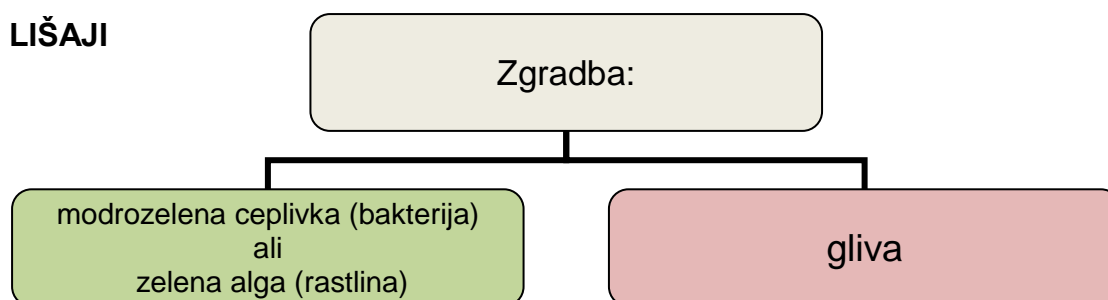 LIŠAJI
Zgradba:
modrozelena ceplivka (bakterija)
ali
zelena alga (rastlina)
gliva